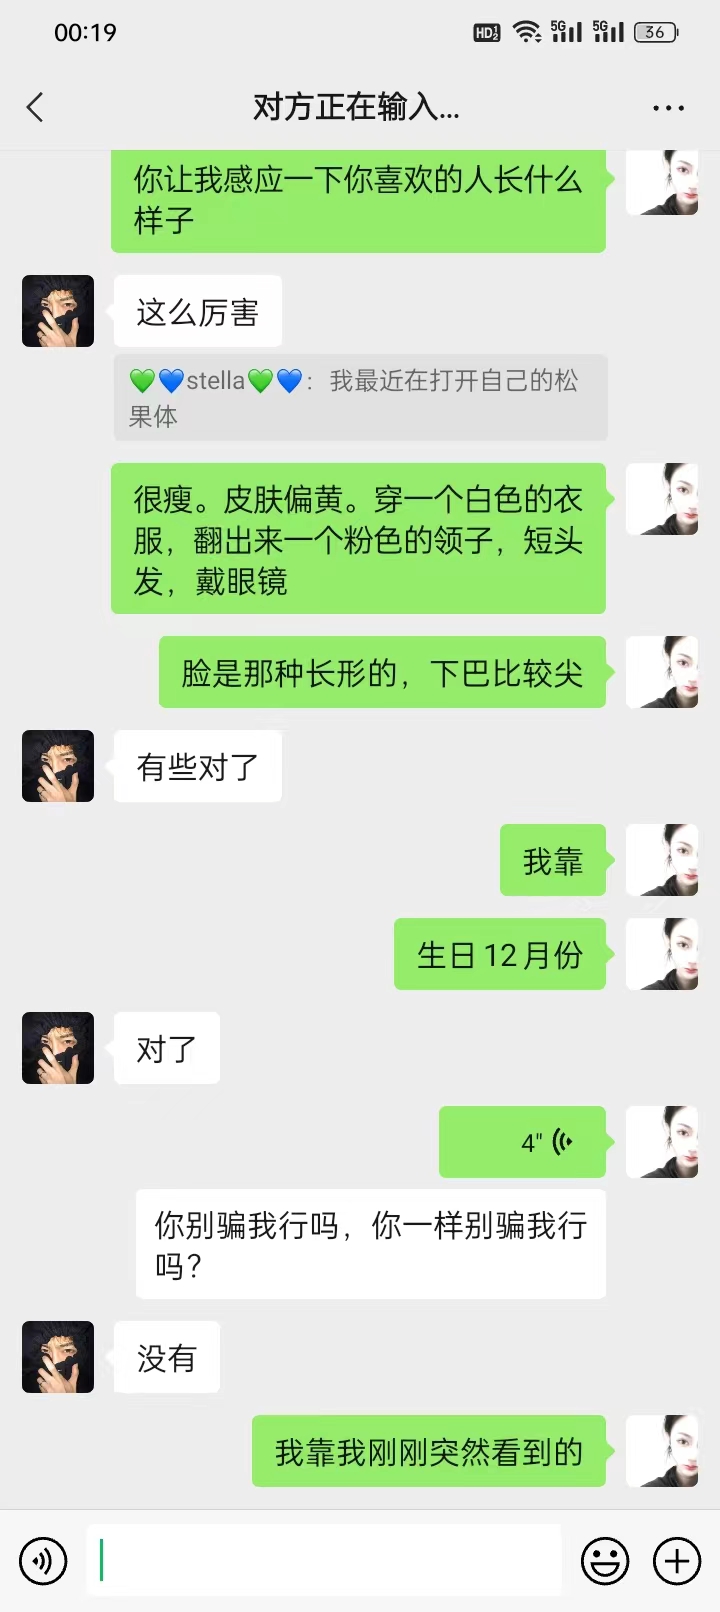 00:19
HD 1 2 5G 5G 36
对方正在输入...
你让我感应一下你喜欢的人长什么
样子
这么厉害
💚💙stella💚💙：我最近在打开自己的松
果体
很瘦。皮肤偏黄。穿一个白色的衣
服，翻出来一个粉色的领子，短头
发，戴眼镜
脸是那种长形的，下巴比较尖
有些对了
我靠
生日12月份
对了
4"
你别骗我行吗，你一样别骗我行
吗？
没有
我靠我刚刚突然看到的